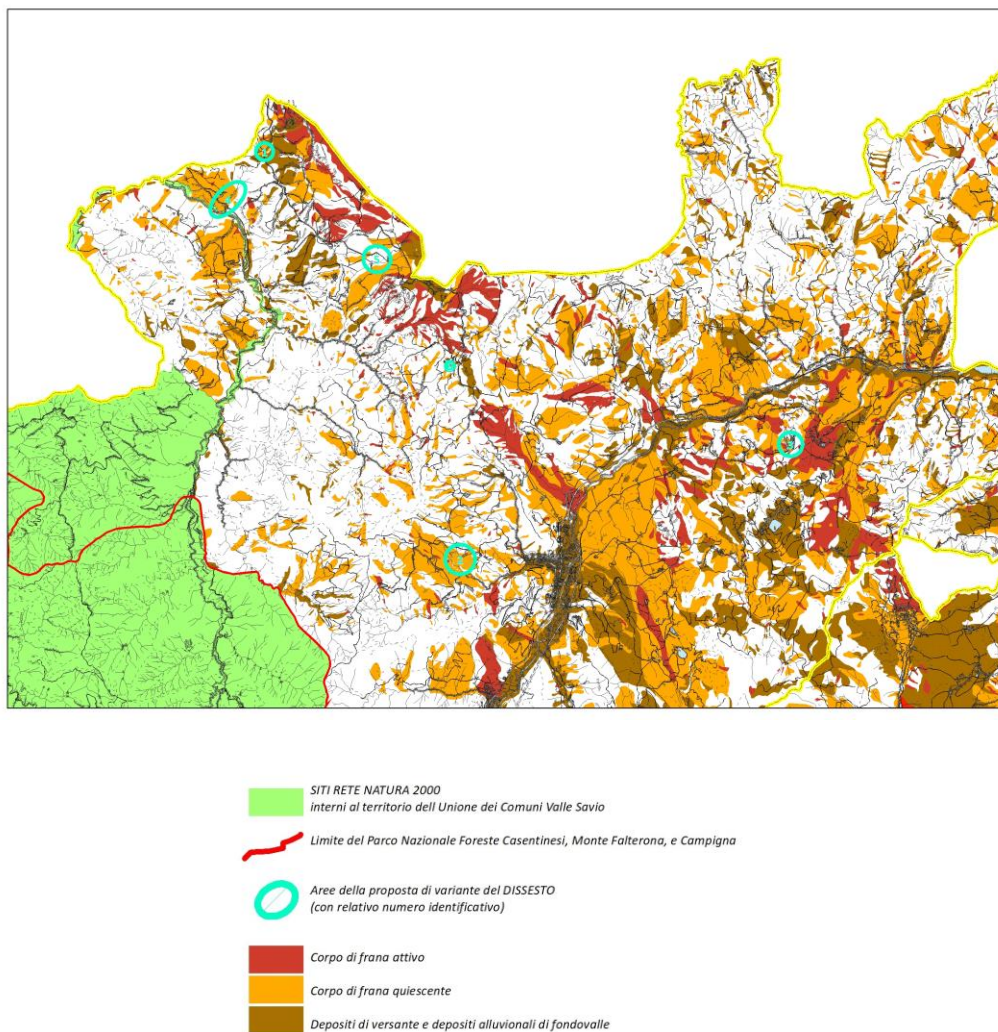 SITI RETE NATURA 2000
interni al territorio dell Unione dei Comuni Valle Savio
Limite del Parco Nazionale Foreste Casentinesi, Monte Falterona, e Campigna
Aree della proposta di variante del DISSESTO
(con relativo numero identificativo)
Corpo di frana attivo
Corpo di frana quiescente
Depositi di versante e depositi alluvionali di fondovalle